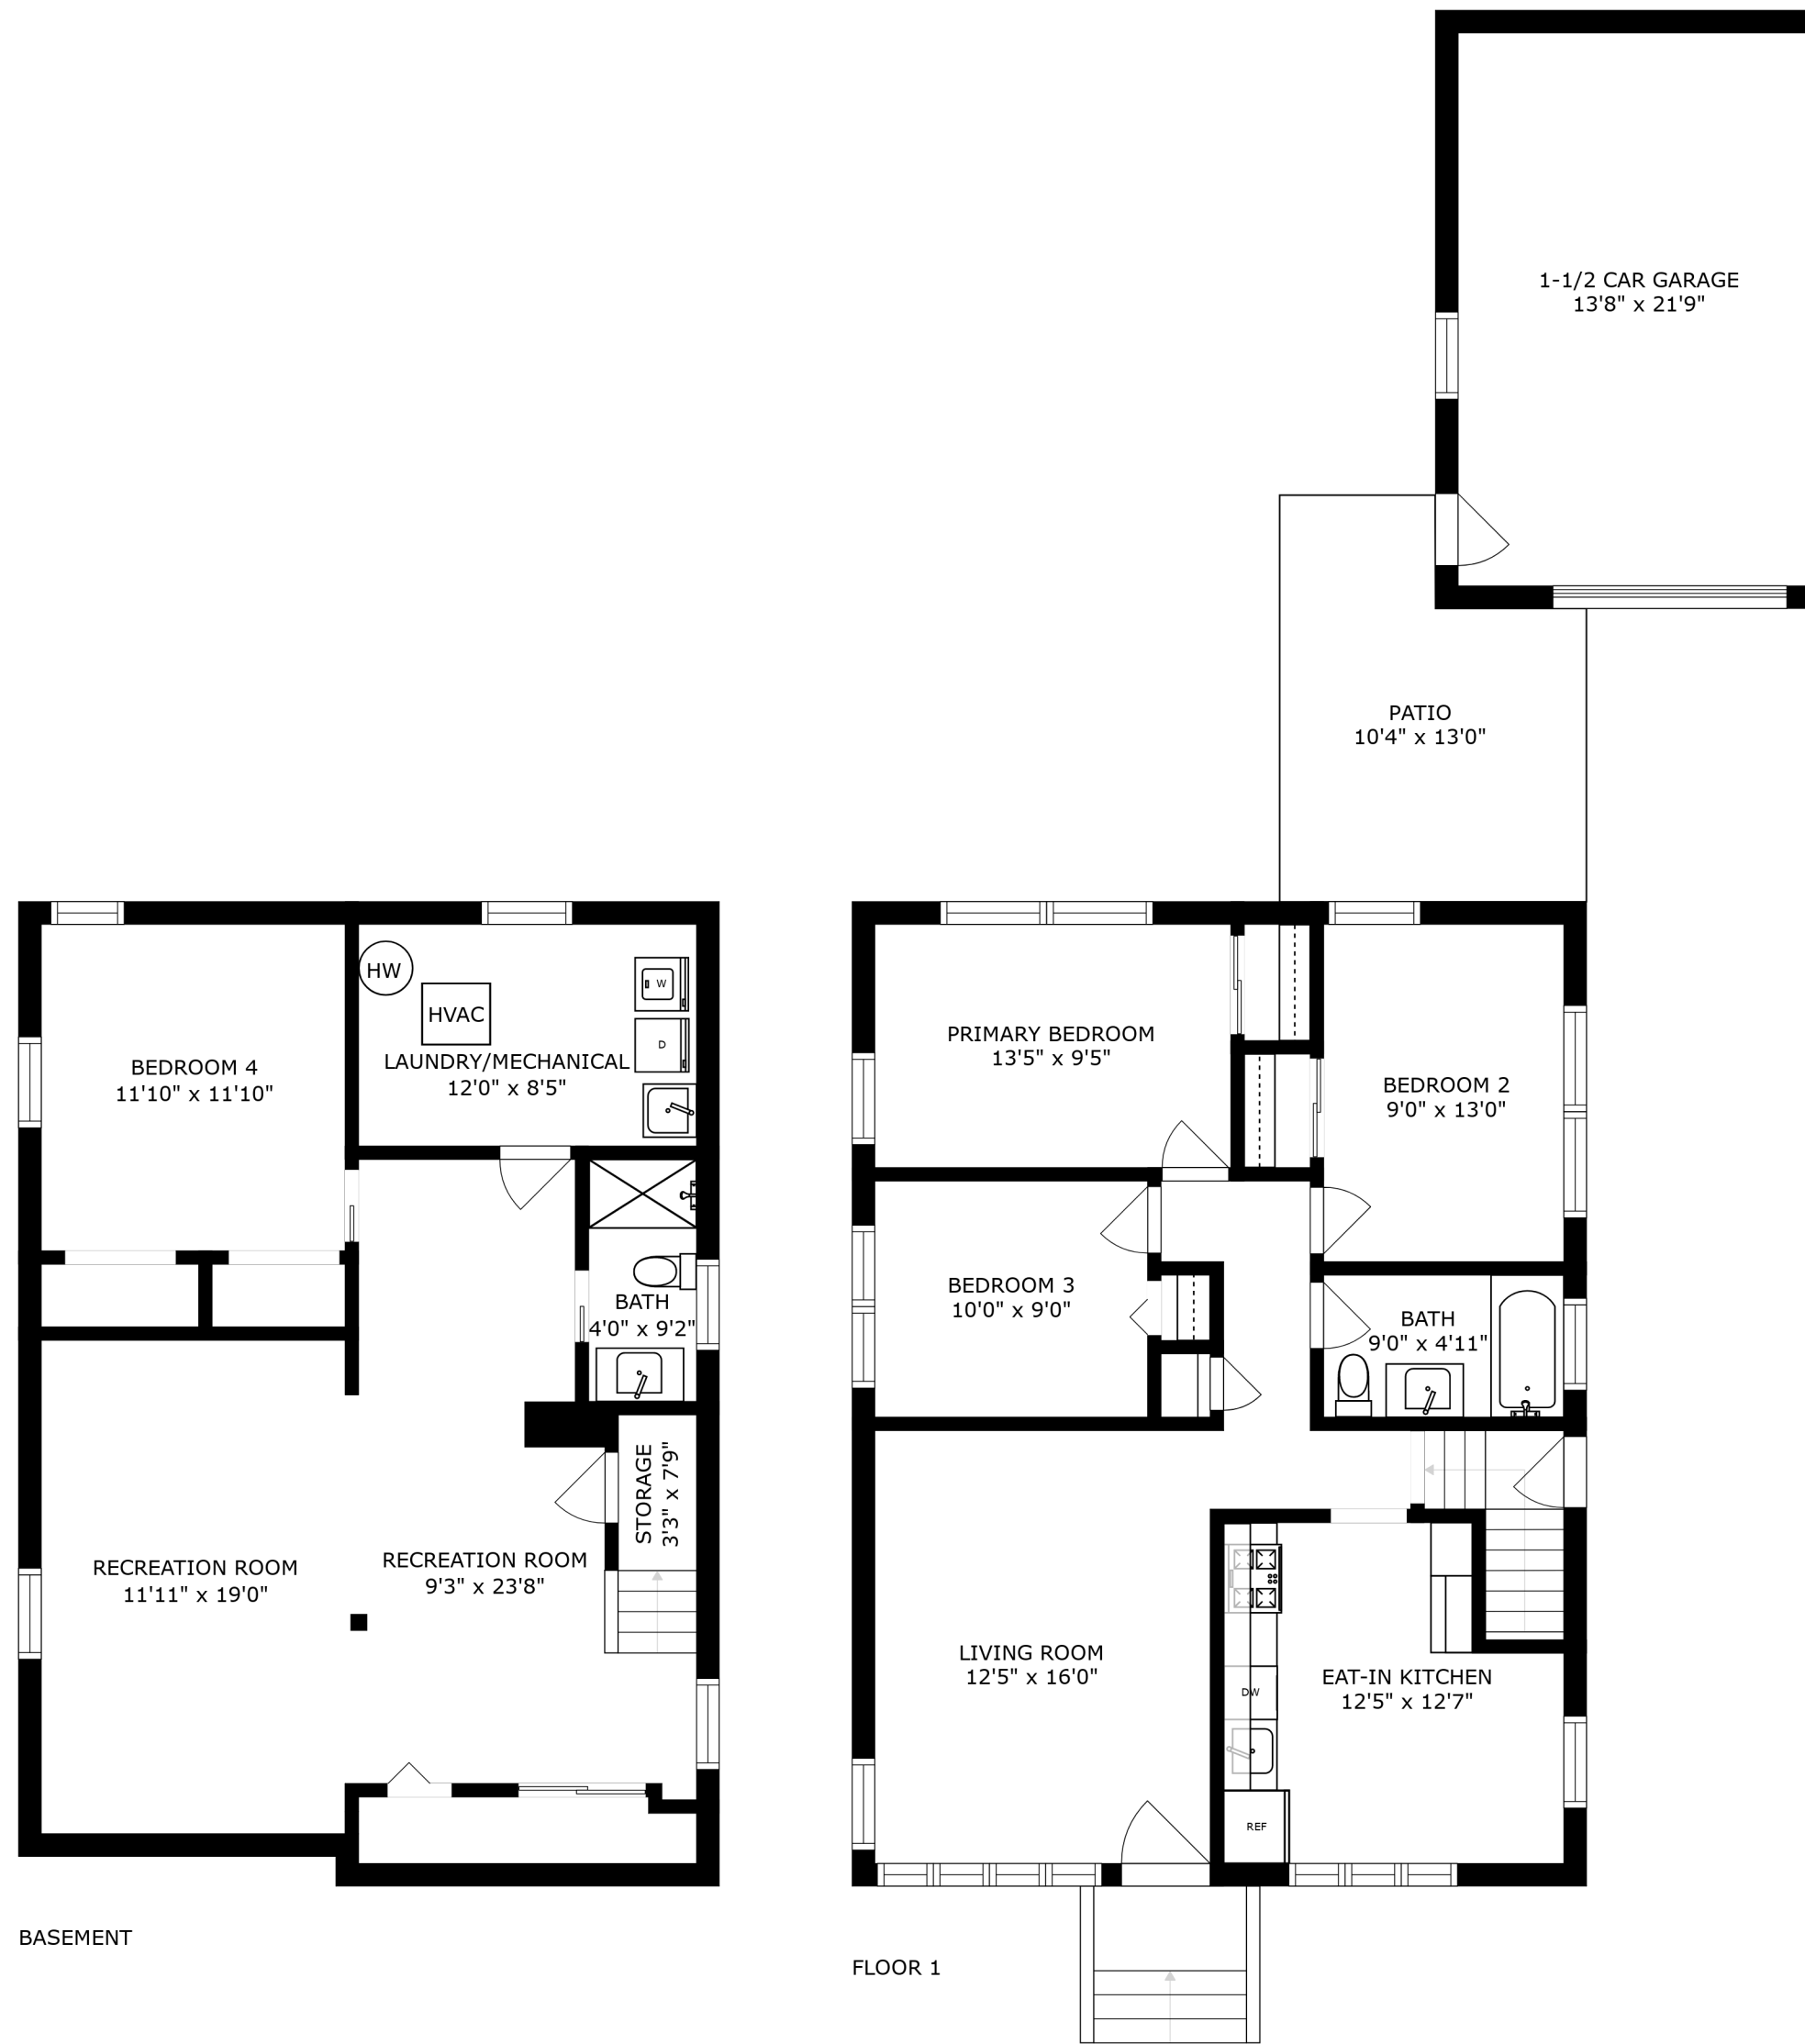 1-1/2 CAR GARAGE
13'8" x 21'9"
PATIO
10'4" x 13'0"
HW
HVAC
W
D
LAUNDRY/MECHANICAL
12'0" x 8'5"
BEDROOM 4
11'10" x 11'10"
BATH
4'0" x 9'2"
STORAGE
3'3" x 7'9"
RECREATION ROOM
11'11" x 19'0"
RECREATION ROOM
9'3" x 23'8"
BASEMENT
PRIMARY BEDROOM
13'5" x 9'5"
BEDROOM 2
9'0" x 13'0"
BEDROOM 3
10'0" x 9'0"
BATH
9'0" x 4'11"
LIVING ROOM
12'5" x 16'0"
EAT-IN KITCHEN
12'5" x 12'7"
DW
REF
FLOOR 1